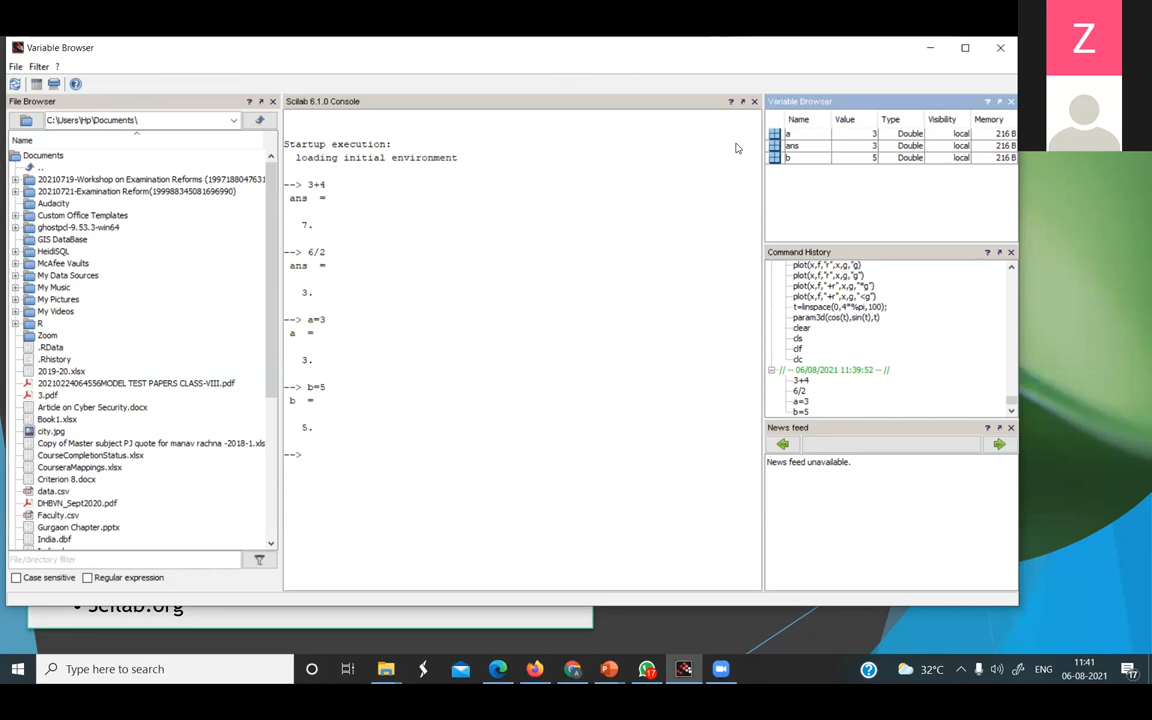 Variable Browser
File Filter ?
File Browser ?
C:\Users\Hp\Documents\
Name
Documents
..
20210719-Workshop on Examination Reforms (1997188047631
20210721-Examination Reform(199988345081696990)
Audacity
Custom Office Templates
ghostpcl-9.53.3-win64
GIS DataBase
HeidiSQL
McAfee Vaults
My Data Sources
My Music
My Pictures
My Videos
R
Zoom
.RData
.Rhistory
2019-20.xlsx
20210224064556MODEL TEST PAPERS CLASS-VIII.pdf
3.pdf
Article on Cyber Security.docx
Book1.xlsx
city.jpg
Copy of Master subject PJ quote for manav rachna -2018-1.xls
CourseCompletionStatus.xlsx
CourseraMappings.xlsx
Criterion 8.docx
data.csv
DHBVN_Sept2020.pdf
Faculty.csv
Gurgaon Chapter.pptx
India.dbf
File/directory filter
Case sensitive Regular expression
Scilab 6.1.0 Console ?
Startup execution:
loading initial environment
--> 3+4
ans =
7.
--> 6/2
ans =
3.
--> a=3
a =
3.
--> b=5
b =
5.
-->
Variable Browser ?
Name Value Type Visibility Memory
a 3 Double local 216 B
ans 3 Double local 216 B
b 5 Double local 216 B
Command History ?
plot(x,f,"r",x,g,"g)
plot(x,f,"r",x,g,"g")
plot(x,f,"+r",x,g,"*g")
plot(x,f,"+r",x,g,"<g")
t=linspace(0,4*%pi,100);
param3d(cos(t),sin(t),t)
clear
cls
clf
clc
// -- 06/08/2021 11:39:52 -- //
3+4
6/2
a=3
b=5
News feed ?
News feed unavailable.
Z
• Scilab.org
Type here to search
17
32°C ENG
11:41
06-08-2021
17